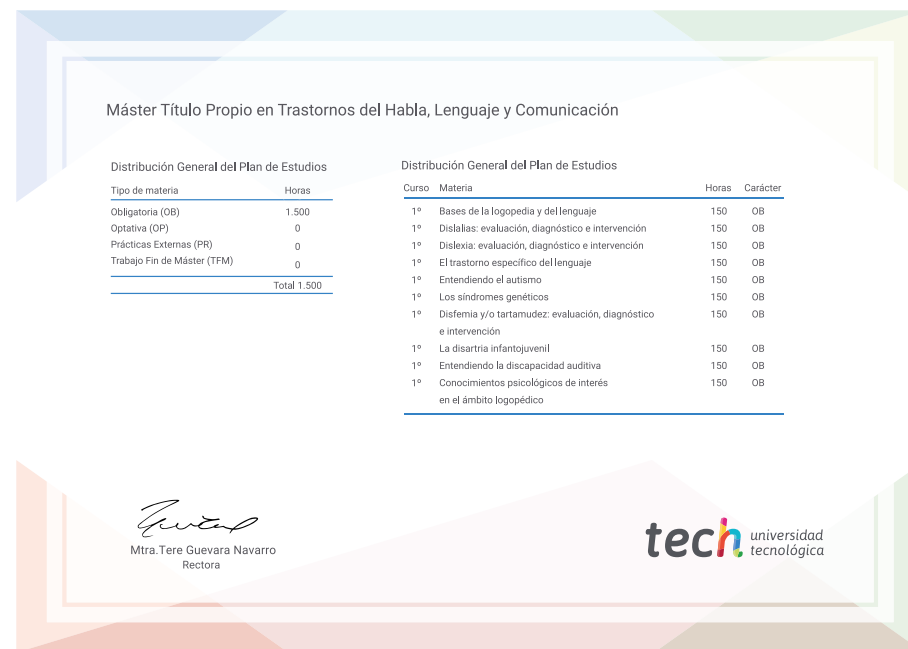 Máster Título Propio en Trastornos del Habla, Lenguaje y Comunicación
Distribución General del Plan de Estudios
Tipo de materia Horas
Obligatoria (OB) 1.500
Optativa (OP) 0
Prácticas Externas (PR) 0
Trabajo Fin de Máster (TFM) 0
Total 1.500
Distribución General del Plan de Estudios
Curso Materia Horas Carácter
1º Bases de la logopedia y del lenguaje 150 OB
1º Dislalias: evaluación, diagnóstico e intervención 150 OB
1º Dislexia: evaluación, diagnóstico e intervención 150 OB
1º El trastorno específico del lenguaje 150 OB
1º Entendiendo el autismo 150 OB
1º Los síndromes genéticos 150 OB
1º Disfemia y/o tartamudez: evaluación, diagnóstico 150 OB
e intervención
1º La disartria infantojuvenil 150 OB
1º Entendiendo la discapacidad auditiva 150 OB
1º Conocimientos psicológicos de interés 150 OB
en el ámbito logopédico
Mtra.Tere Guevara Navarro
Rectora
tech universidad
tecnológica